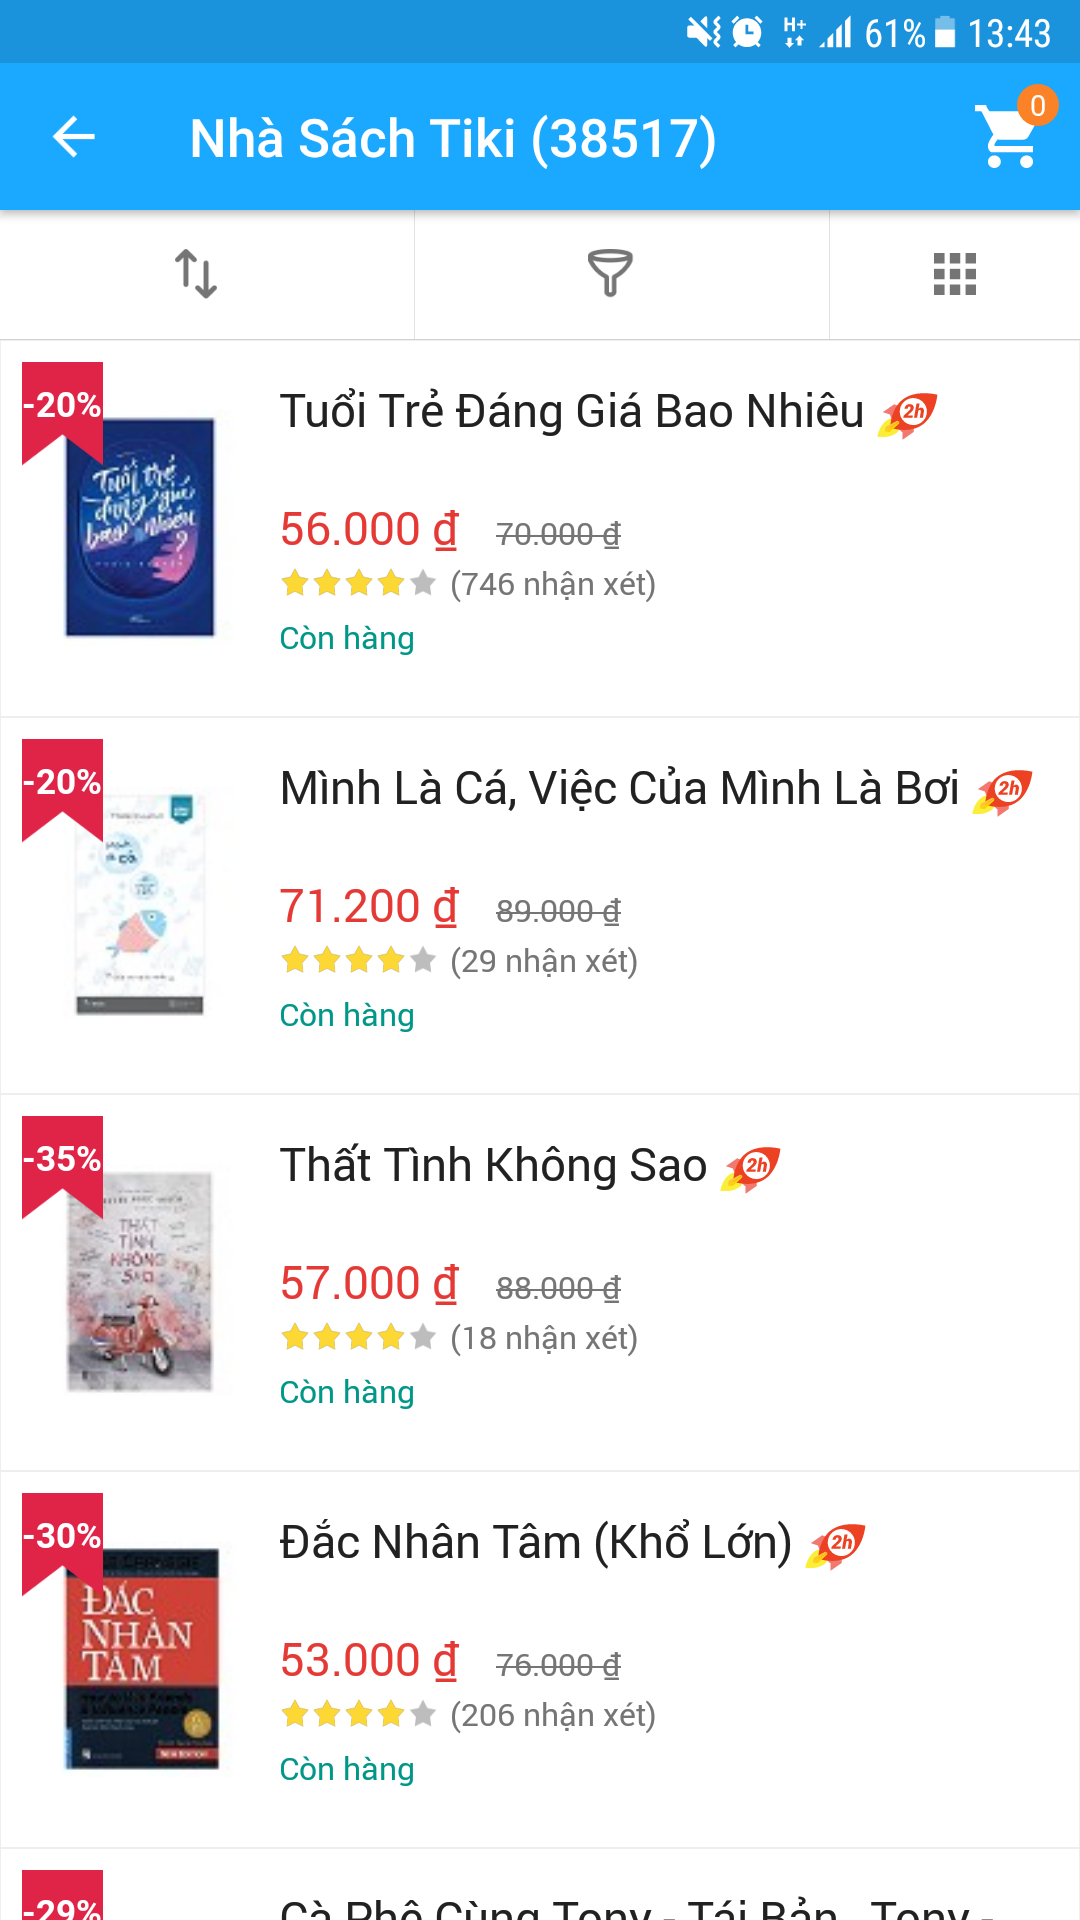 H+ 61% 13:43
Nhà Sách Tiki (38517)
0
-20%
Tuổi Trẻ Đáng Giá Bao Nhiêu 2h
Tuổi trẻ
đáng giá
bao nhiêu
?
56.000 ₫ 70.000 ₫
(746 nhận xét)
Còn hàng
-20%
Mình Là Cá, Việc Của Mình Là Bơi 2h
71.200 ₫ 89.000 ₫
(29 nhận xét)
Còn hàng
-35%
Thất Tình Không Sao 2h
THẤT
TÌNH
KHÔNG
SAO
57.000 ₫ 88.000 ₫
(18 nhận xét)
Còn hàng
-30%
Đắc Nhân Tâm (Khổ Lớn) 2h
ĐẮC
NHÂN
TÂM
53.000 ₫ 76.000 ₫
(206 nhận xét)
Còn hàng
-29%
Cà Phê Cùng Tony - Tái Bản